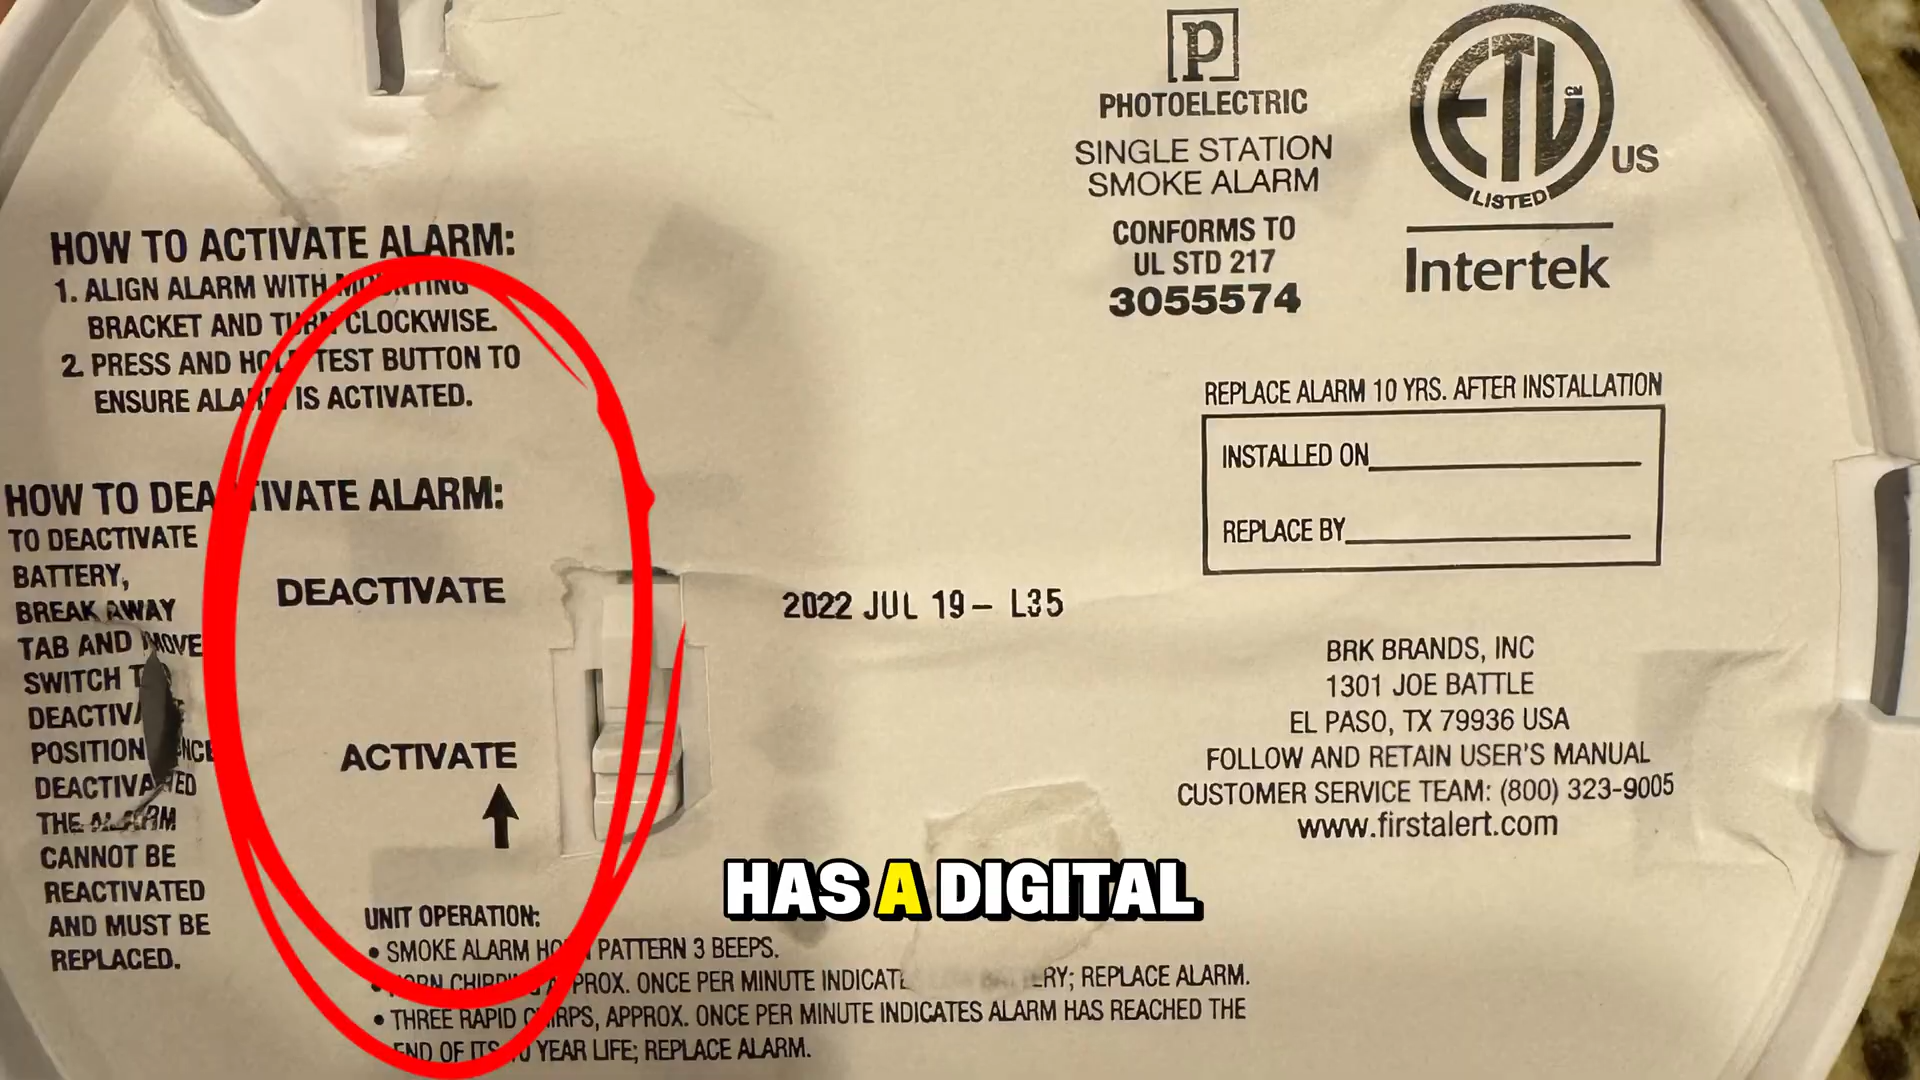 P
PHOTOELECTRIC
SINGLE STATION
SMOKE ALARM
CONFORMS TO
UL STD 217
3055574
ETL
CM
LISTED
US
Intertek
HOW TO ACTIVATE ALARM:
1. ALIGN ALARM WITH MOUNTING
BRACKET AND TURN CLOCKWISE.
2. PRESS AND HOLD TEST BUTTON TO
ENSURE ALARM IS ACTIVATED.
REPLACE ALARM 10 YRS. AFTER INSTALLATION
INSTALLED ON
REPLACE BY
HOW TO DEACTIVATE ALARM:
TO DEACTIVATE
BATTERY,
BREAK AWAY
TAB AND MOVE
SWITCH TO
DEACTIVATE
POSITION ONCE
DEACTIVATED
THE ALARM
CANNOT BE
REACTIVATED
AND MUST BE
REPLACED.
DEACTIVATE
ACTIVATE
2022 JUL 19- L35
BRK BRANDS, INC
1301 JOE BATTLE
EL PASO, TX 79936 USA
FOLLOW AND RETAIN USER'S MANUAL
CUSTOMER SERVICE TEAM: (800) 323-9005
www.firstalert.com
HAS A DIGITAL
UNIT OPERATION:
• SMOKE ALARM HORN PATTERN 3 BEEPS.
• HORN CHIRPING APPROX. ONCE PER MINUTE INDICATES LOW BATTERY; REPLACE ALARM.
• THREE RAPID CHIRPS, APPROX. ONCE PER MINUTE INDICATES ALARM HAS REACHED THE
END OF ITS 10 YEAR LIFE; REPLACE ALARM.